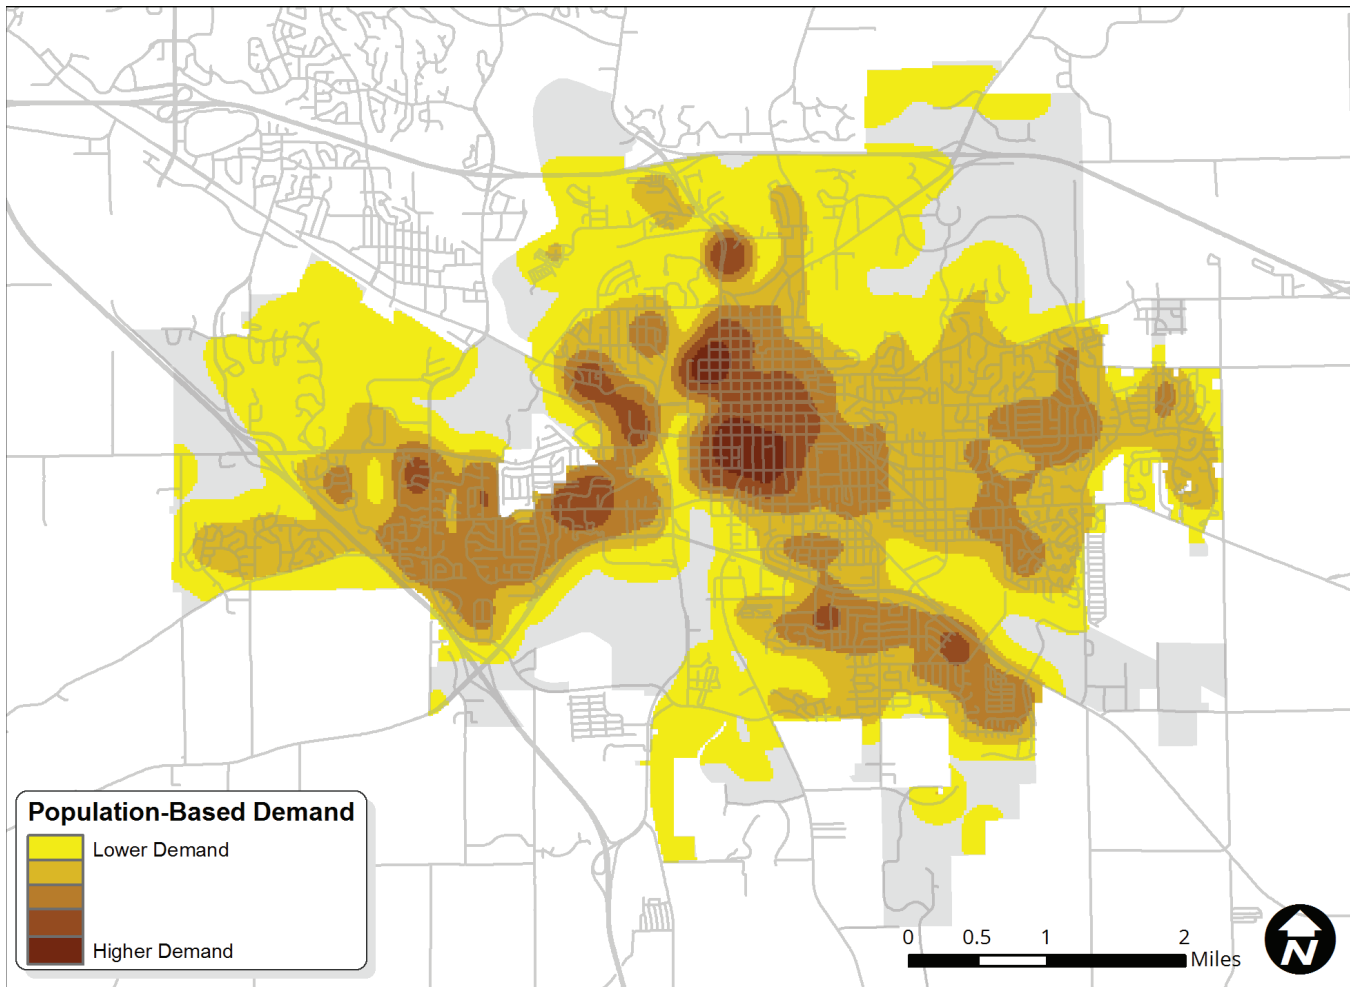 Population-Based Demand
Lower Demand
Higher Demand
0 0.5 1 2
Miles
N